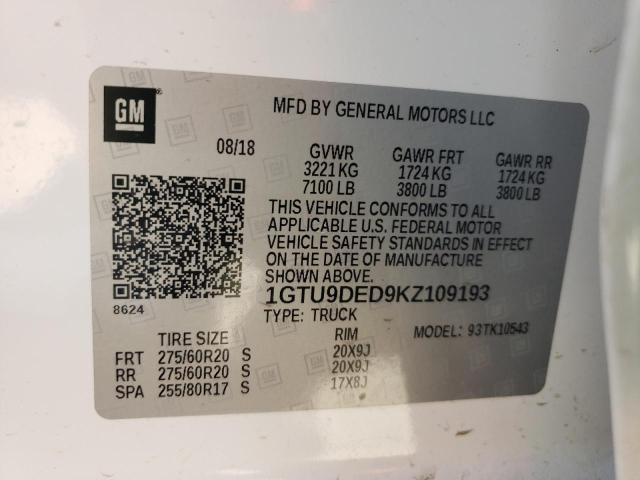 GM
MFD BY GENERAL MOTORS LLC
08/18
GVWR GAWR FRT GAWR RR
3221 KG 1724 KG 1724 KG
7100 LB 3800 LB 3800 LB
THIS VEHICLE CONFORMS TO ALL
APPLICABLE U.S. FEDERAL MOTOR
VEHICLE SAFETY STANDARDS IN EFFECT
ON THE DATE OF MANUFACTURE
SHOWN ABOVE.
1GTU9DED9KZ109193
8624
TYPE: TRUCK
MODEL: 93TK10543
TIRE SIZE RIM
FRT 275/60R20 S 20X9J
RR 275/60R20 S 20X9J
SPA 255/80R17 S 17X8J